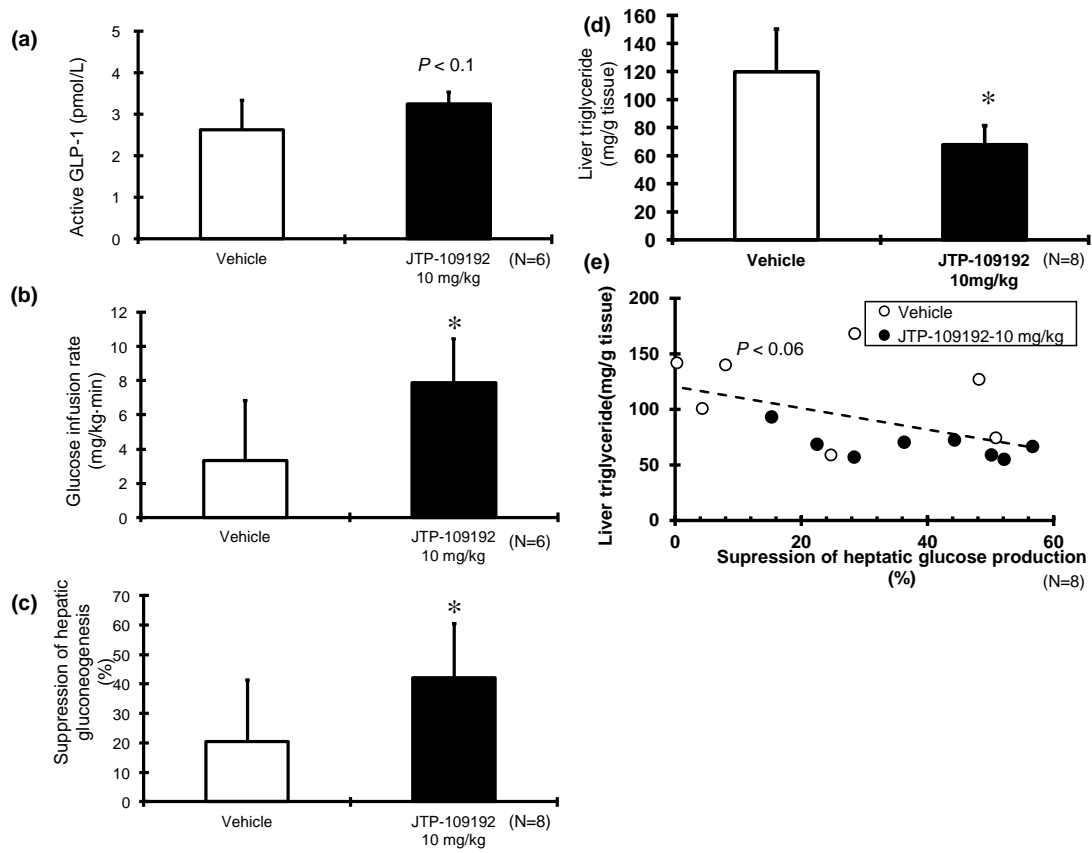 (a)
Active GLP-1 (pmol/L)
5
4
3
2
1
0
P < 0.1
Vehicle
JTP-109192
10 mg/kg
(N=6)
(b)
Glucose infusion rate
(mg/kg·min)
12
10
8
6
4
2
0
*
Vehicle
JTP-109192
10 mg/kg
(N=6)
(c)
Suppression of hepatic
gluconeogenesis
(%)
70
60
50
40
30
20
10
0
*
Vehicle
JTP-109192
10 mg/kg
(N=8)
(d)
Liver triglyceride
(mg/g tissue)
160
140
120
100
80
60
40
20
0
*
Vehicle
JTP-109192
10mg/kg
(N=8)
(e)
Liver triglyceride(mg/g tissue)
200
150
100
50
0
Vehicle
JTP-109192-10 mg/kg
P < 0.06
0
20
40
60
Supression of heptatic glucose production
(%)
(N=8)